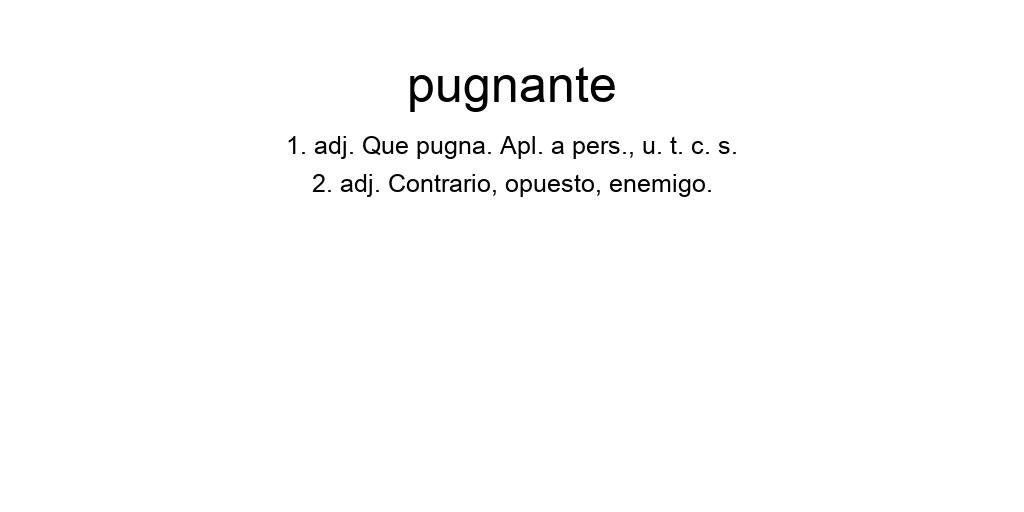 pugnante
1. adj. Que pugna. Apl. a pers., u. t. c. s.
2. adj. Contrario, opuesto, enemigo.